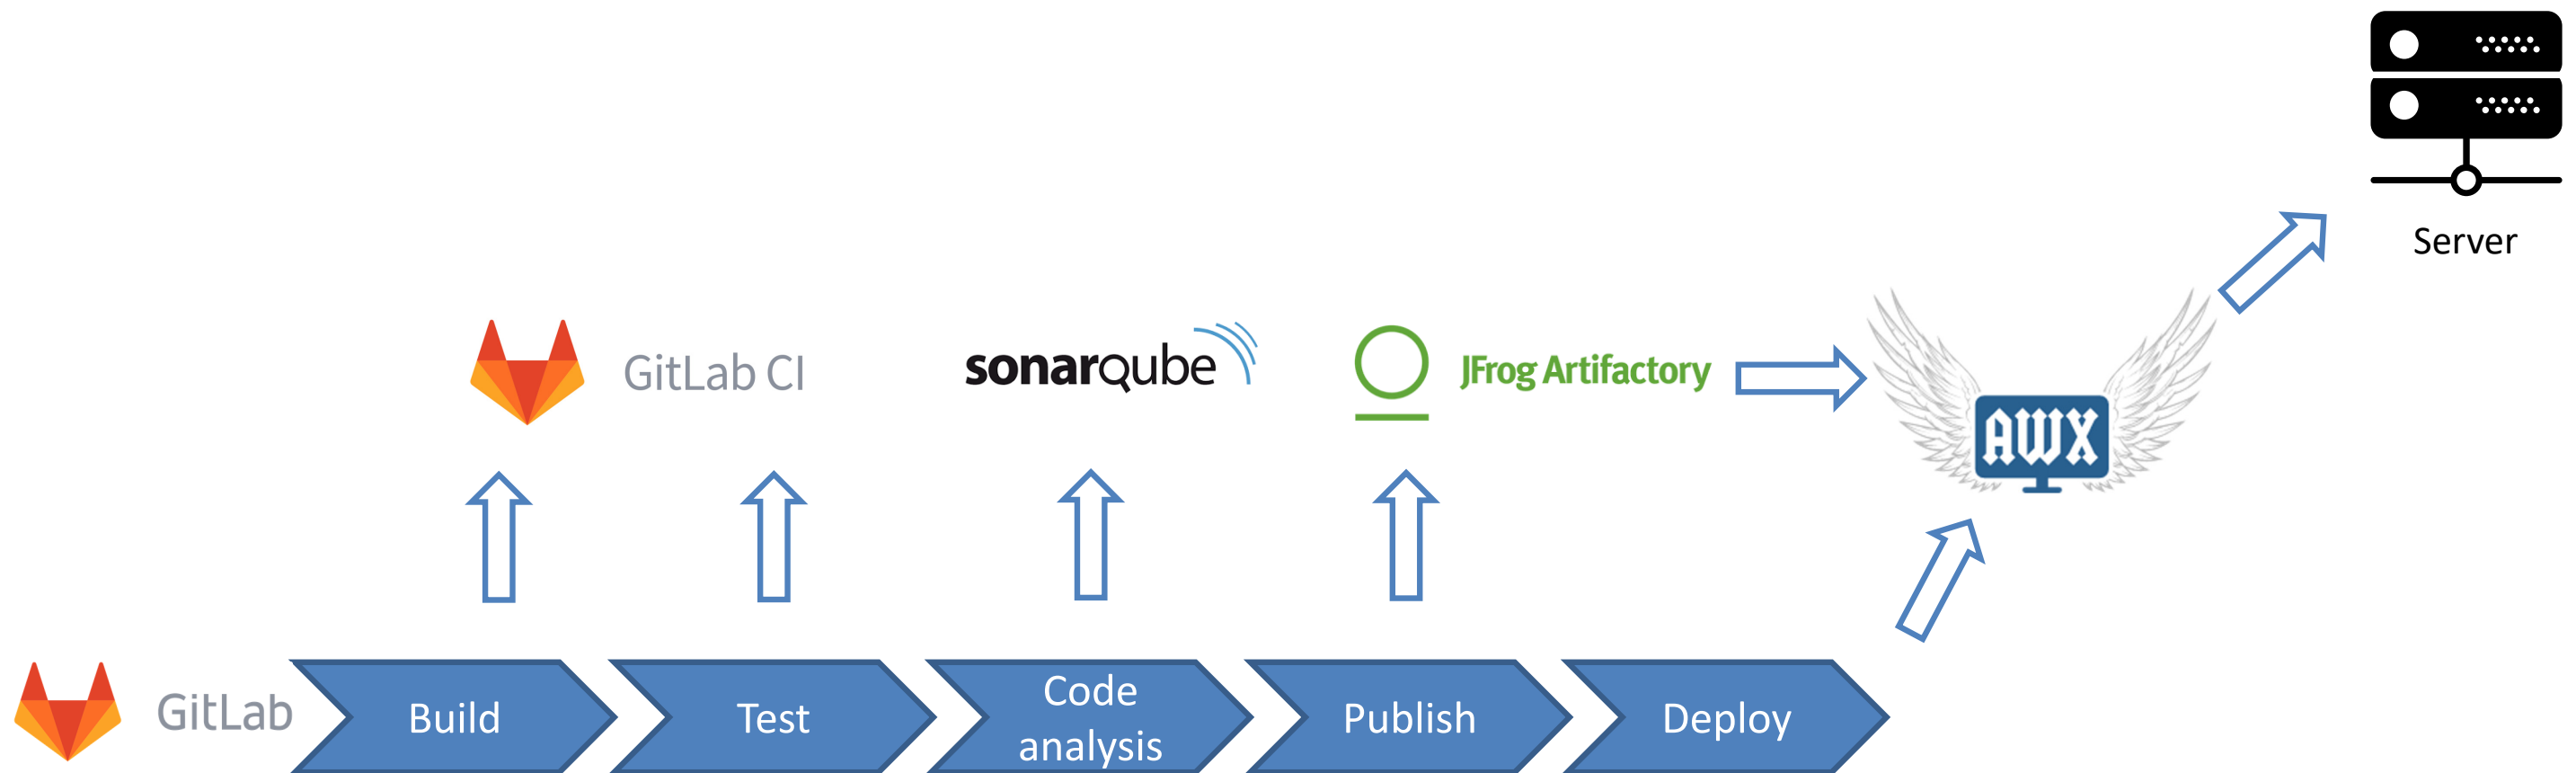 Server
GitLab CI
sonarqube
JFrog Artifactory
AWX
GitLab
Build
Test
Code
analysis
Publish
Deploy